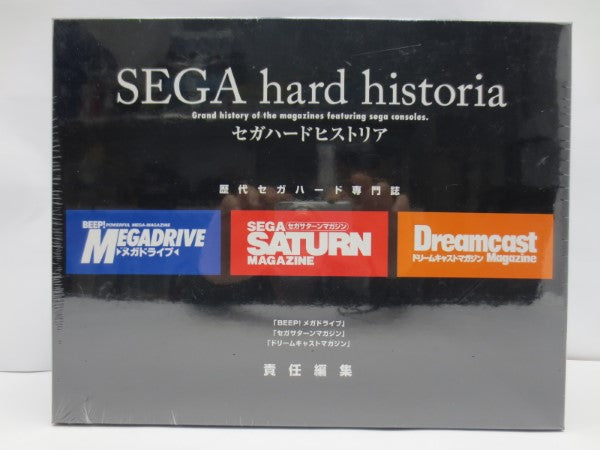 SEGA hard historia
Grand history of the magazines featuring sega consoles.
セガハードヒストリア
歴代セガハード専門誌
BEEP! POWERFUL MEGA-MAGAZINE
MEGADRIVE
メガドライブ
SEGA セガサターンマガジン
SATURN
MAGAZINE
Dreamcast
ドリームキャストマガジン Magazine
「BEEP! メガドライブ」
「セガサターンマガジン」
「ドリームキャストマガジン」
責任編集